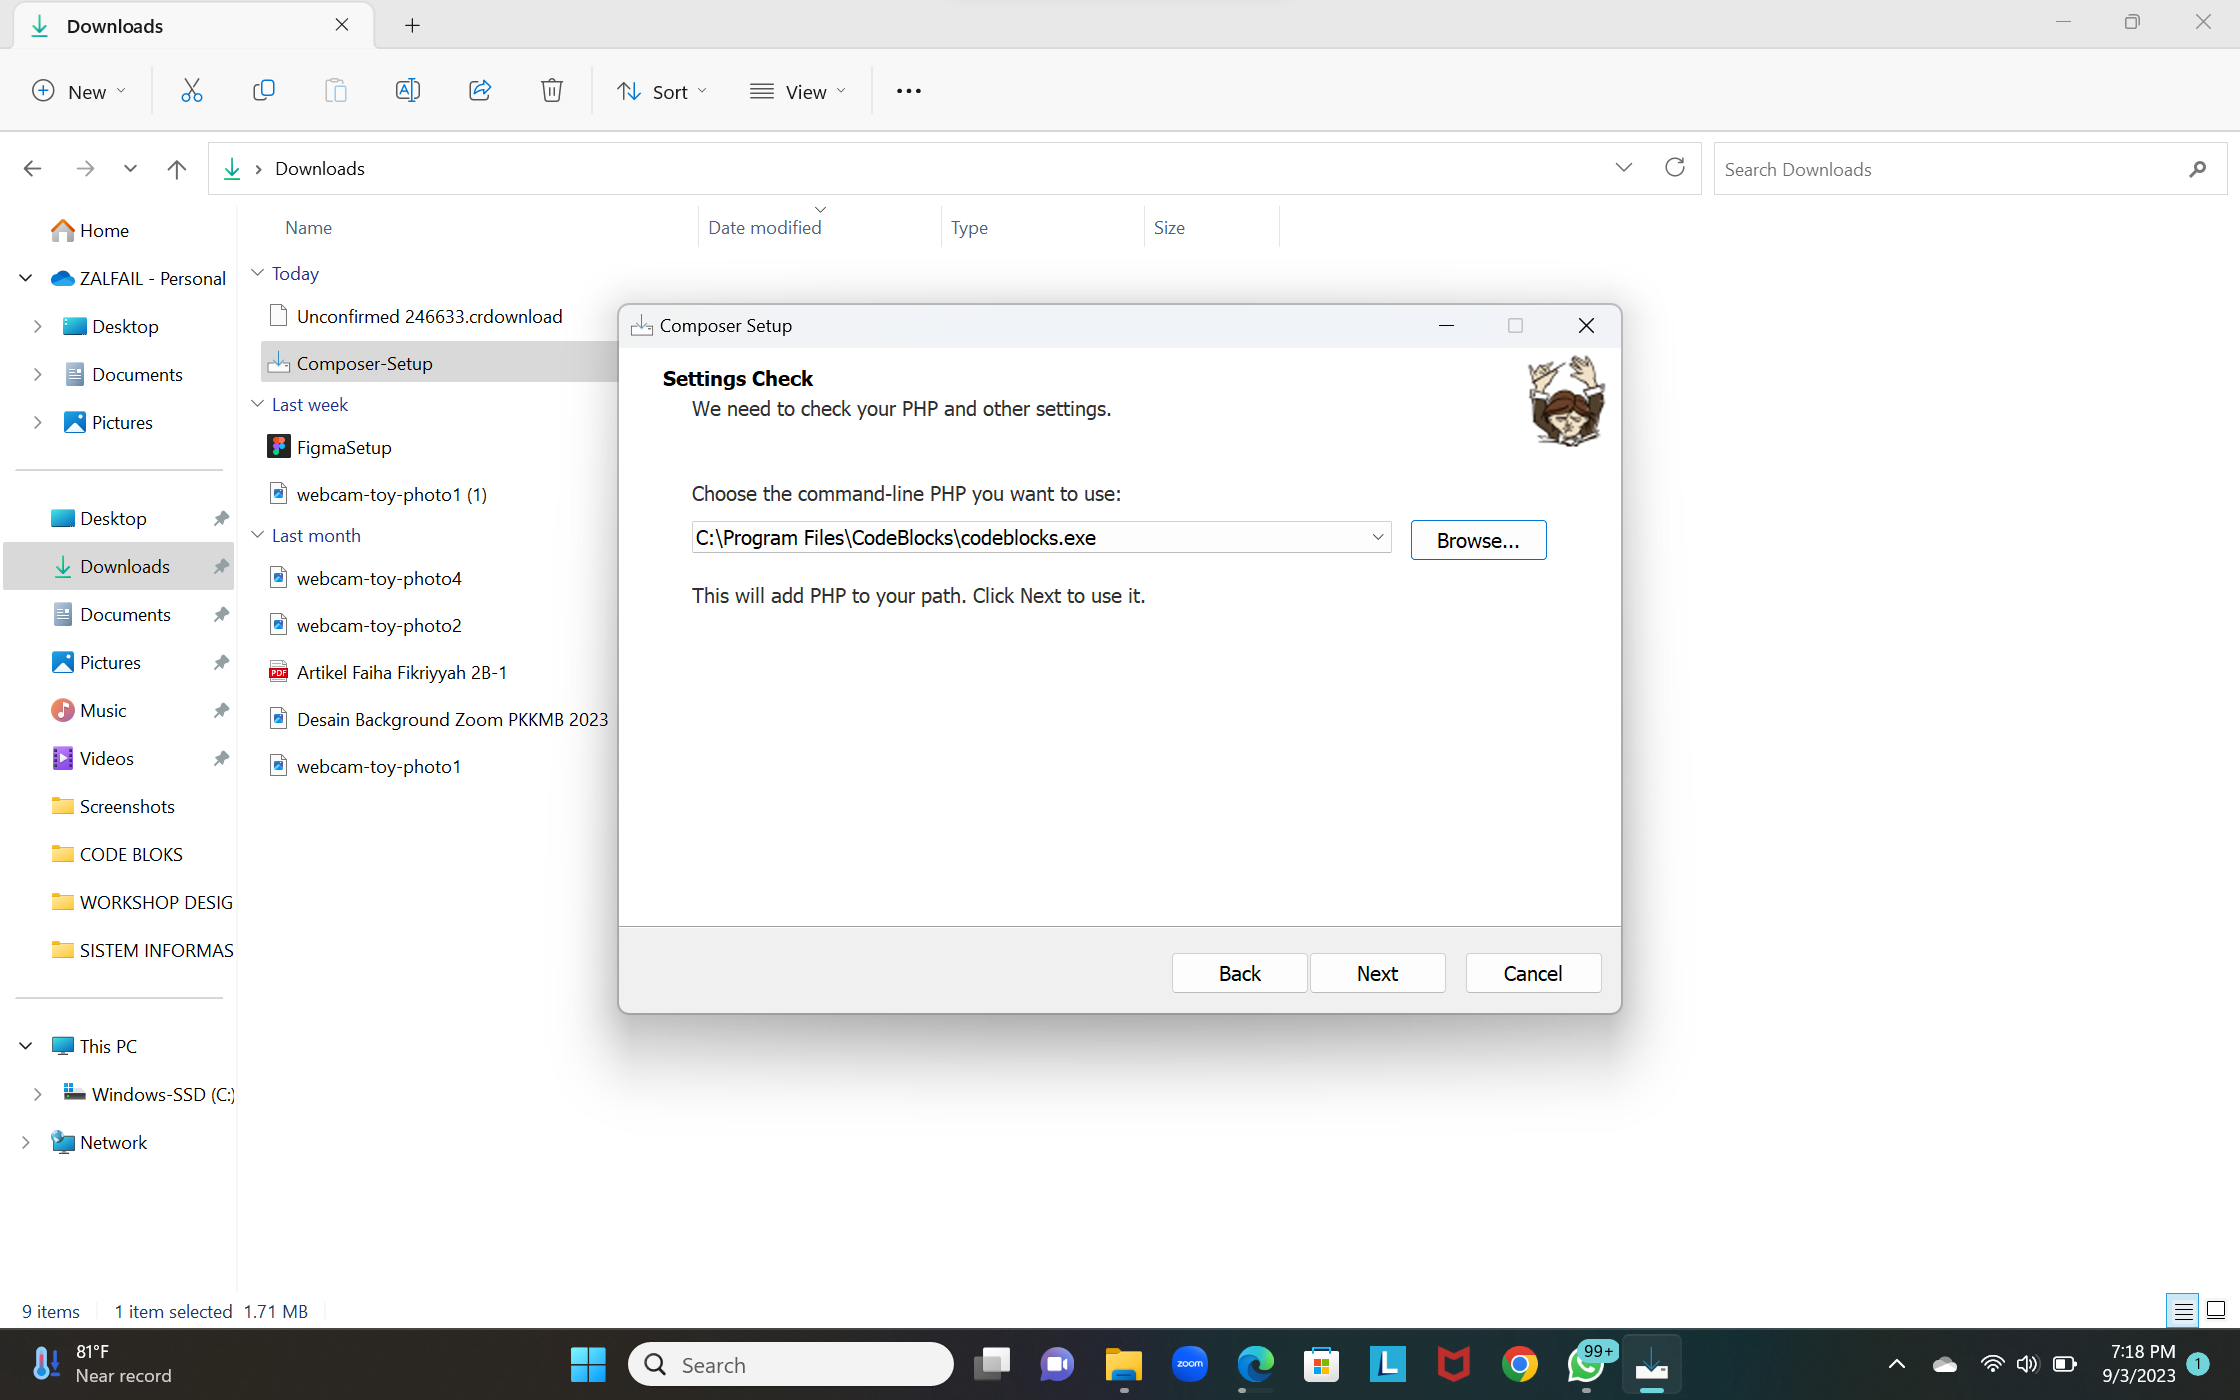 Downloads
New
Sort
View
Downloads
Search Downloads
Name
Date modified
Type
Size
Home
ZALFAIL - Personal
Desktop
Documents
Pictures
Desktop
Downloads
Documents
Pictures
Music
Videos
Screenshots
CODE BLOKS
WORKSHOP DESIG
SISTEM INFORMAS
This PC
Windows-SSD (C:)
Network
Today
Unconfirmed 246633.crdownload
Composer-Setup
Last week
FigmaSetup
webcam-toy-photo1 (1)
Last month
webcam-toy-photo4
webcam-toy-photo2
PDF
Artikel Faiha Fikriyyah 2B-1
Desain Background Zoom PKKMB 2023
webcam-toy-photo1
Composer Setup
Settings Check
We need to check your PHP and other settings.
Choose the command-line PHP you want to use:
C:\Program Files\CodeBlocks\codeblocks.exe
Browse...
This will add PHP to your path. Click Next to use it.
Back
Next
Cancel
9 items
1 item selected 1.71 MB
81°F
Near record
Search
zoom
L
99+
7:18 PM
9/3/2023
1